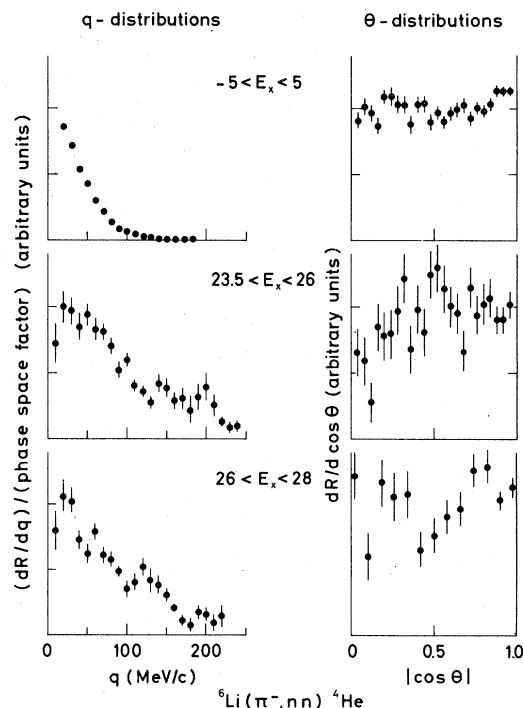 q- distributions
θ- distributions
-5 < Eₓ < 5
23.5 < Eₓ < 26
26 < Eₓ < 28
(dR/dq) / (phase space factor) (arbitrary units)
dR/d cos θ (arbitrary units)
0 100 200
q (MeV/c)
0.0 0.5 1.0
|cos θ|
⁶Li (π⁻, nn) ⁴He